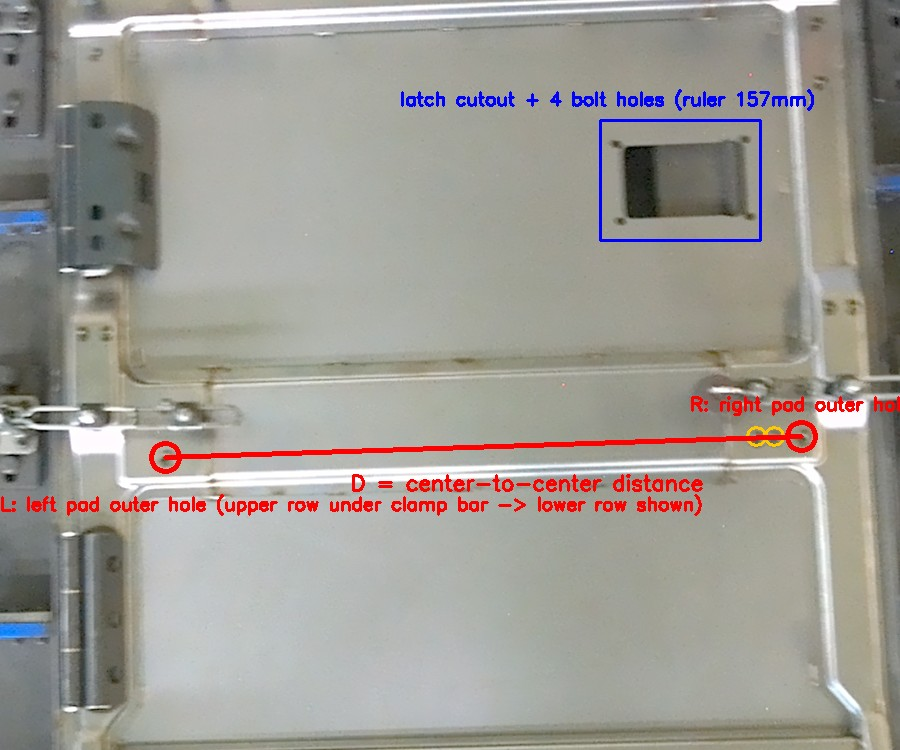 latch cutout + 4 bolt holes (ruler 157mm)
R: right pad outer hol
D = center-to-center distance
L: left pad outer hole (upper row under clamp bar -> lower row shown)